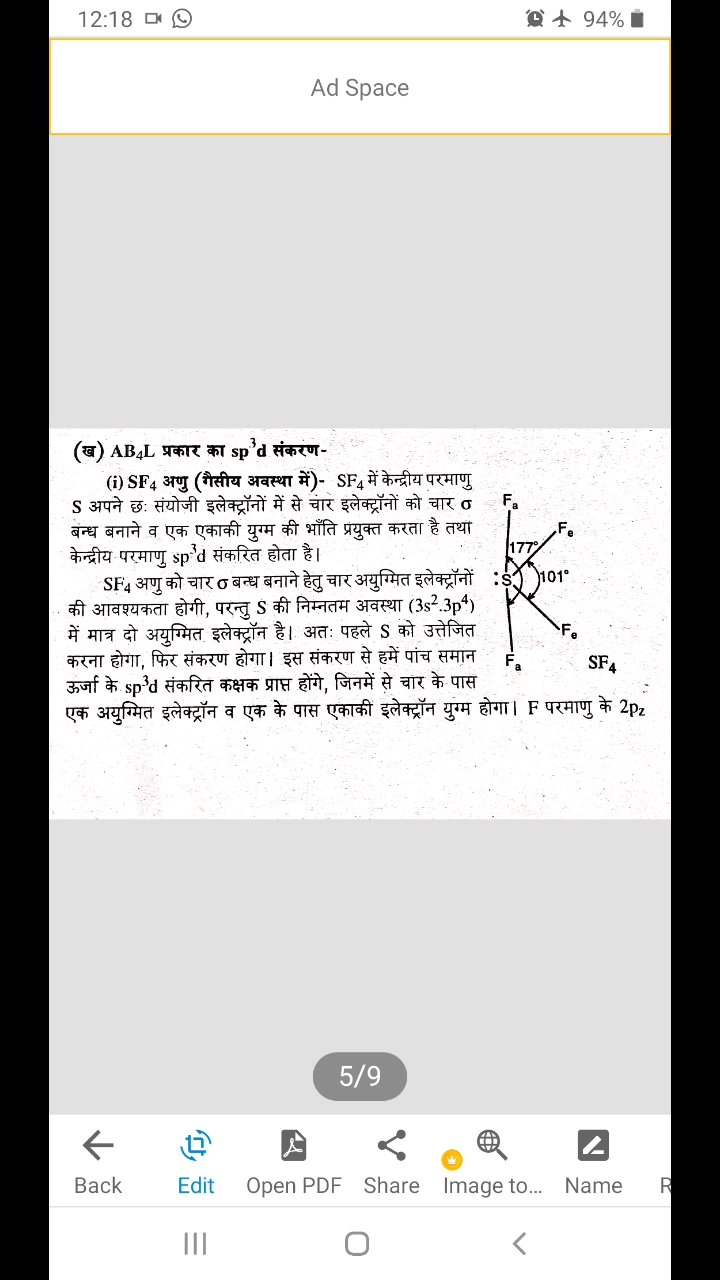 12:18
94%
Ad Space
(ख) AB₄L प्रकार का sp³d संकरण-
(i) SF₄ अणु (गैसीय अवस्था में)- SF₄ में केन्द्रीय परमाणु
S अपने छः संयोजी इलेक्ट्रॉनों में से चार इलेक्ट्रॉनों को चार σ
बन्ध बनाने व एक एकाकी युग्म की भाँति प्रयुक्त करता है तथा
केन्द्रीय परमाणु sp³d संकरित होता है।
SF₄ अणु को चार σ बन्ध बनाने हेतु चार अयुग्मित इलेक्ट्रानों
की आवश्यकता होगी, परन्तु S की निम्नतम अवस्था (3s².3p⁴)
में मात्र दो अयुग्मित इलेक्ट्रान है। अतः पहले S को उत्तेजित
करना होगा, फिर संकरण होगा। इस संकरण से हमें पांच समान
ऊर्जा के sp³d संकरित कक्षक प्राप्त होंगे, जिनमें से चार के पास
एक अयुग्मित इलेक्ट्रॉन व एक के पास एकाकी इलेक्ट्रॉन युग्म होगा। F परमाणु के 2p₂
Fₐ
Fₑ
177°
:S
101°
Fₑ
Fₐ
SF₄
5/9
Back
Edit
Open PDF
Share
Image to...
Name
R